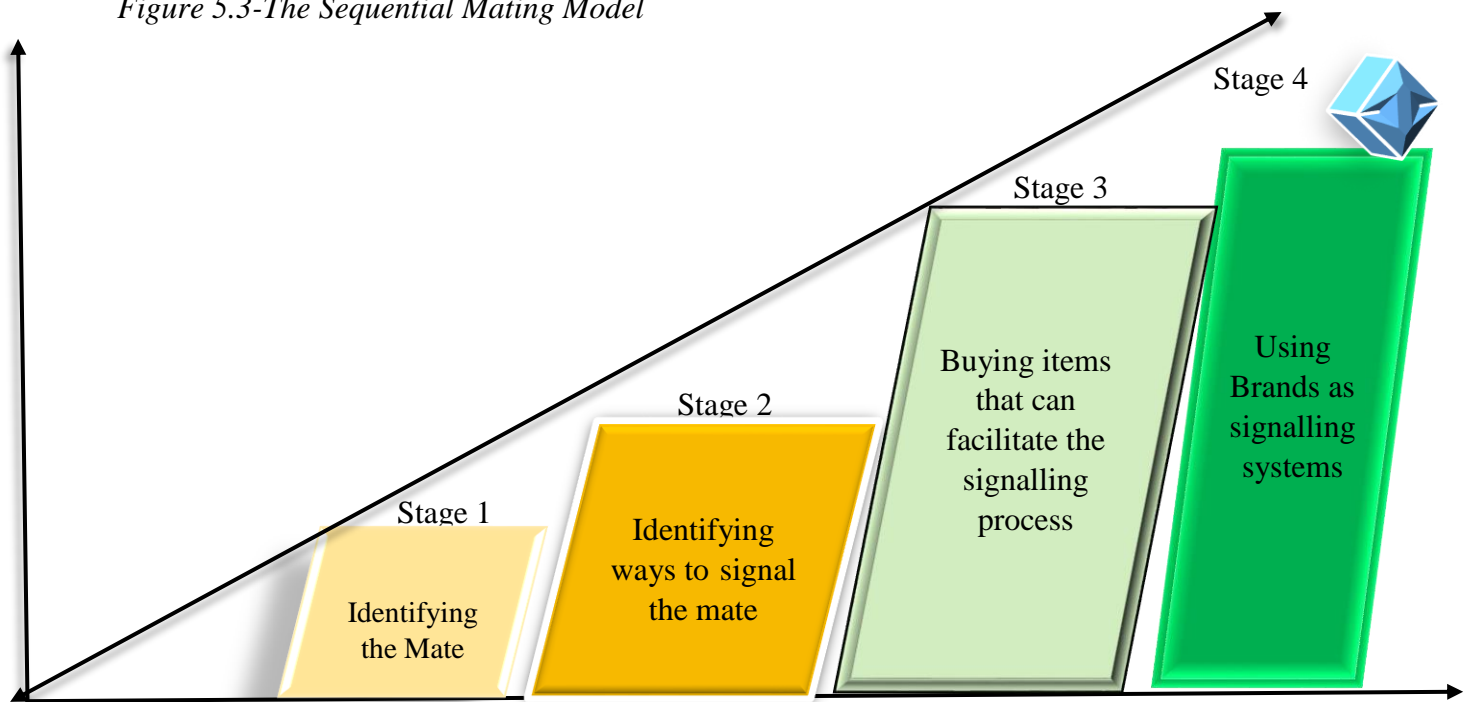 Figure 5.3-The Sequential Mating Model
Stage 1
Identifying
the Mate
Stage 2
Identifying
ways to signal
the mate
Stage 3
Buying items
that can
facilitate the
signalling
process
Stage 4
Using
Brands as
signalling
systems